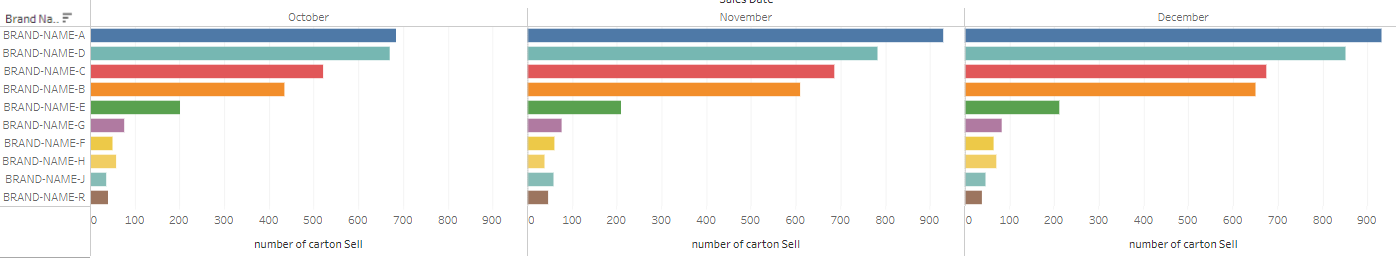 Sales Date
Brand Na..
October November December
BRAND-NAME-A
BRAND-NAME-D
BRAND-NAME-C
BRAND-NAME-B
BRAND-NAME-E
BRAND-NAME-G
BRAND-NAME-F
BRAND-NAME-H
BRAND-NAME-J
BRAND-NAME-R
0 100 200 300 400 500 600 700 800 900 0 100 200 300 400 500 600 700 800 900 0 100 200 300 400 500 600 700 800 900
number of carton Sell number of carton Sell number of carton Sell